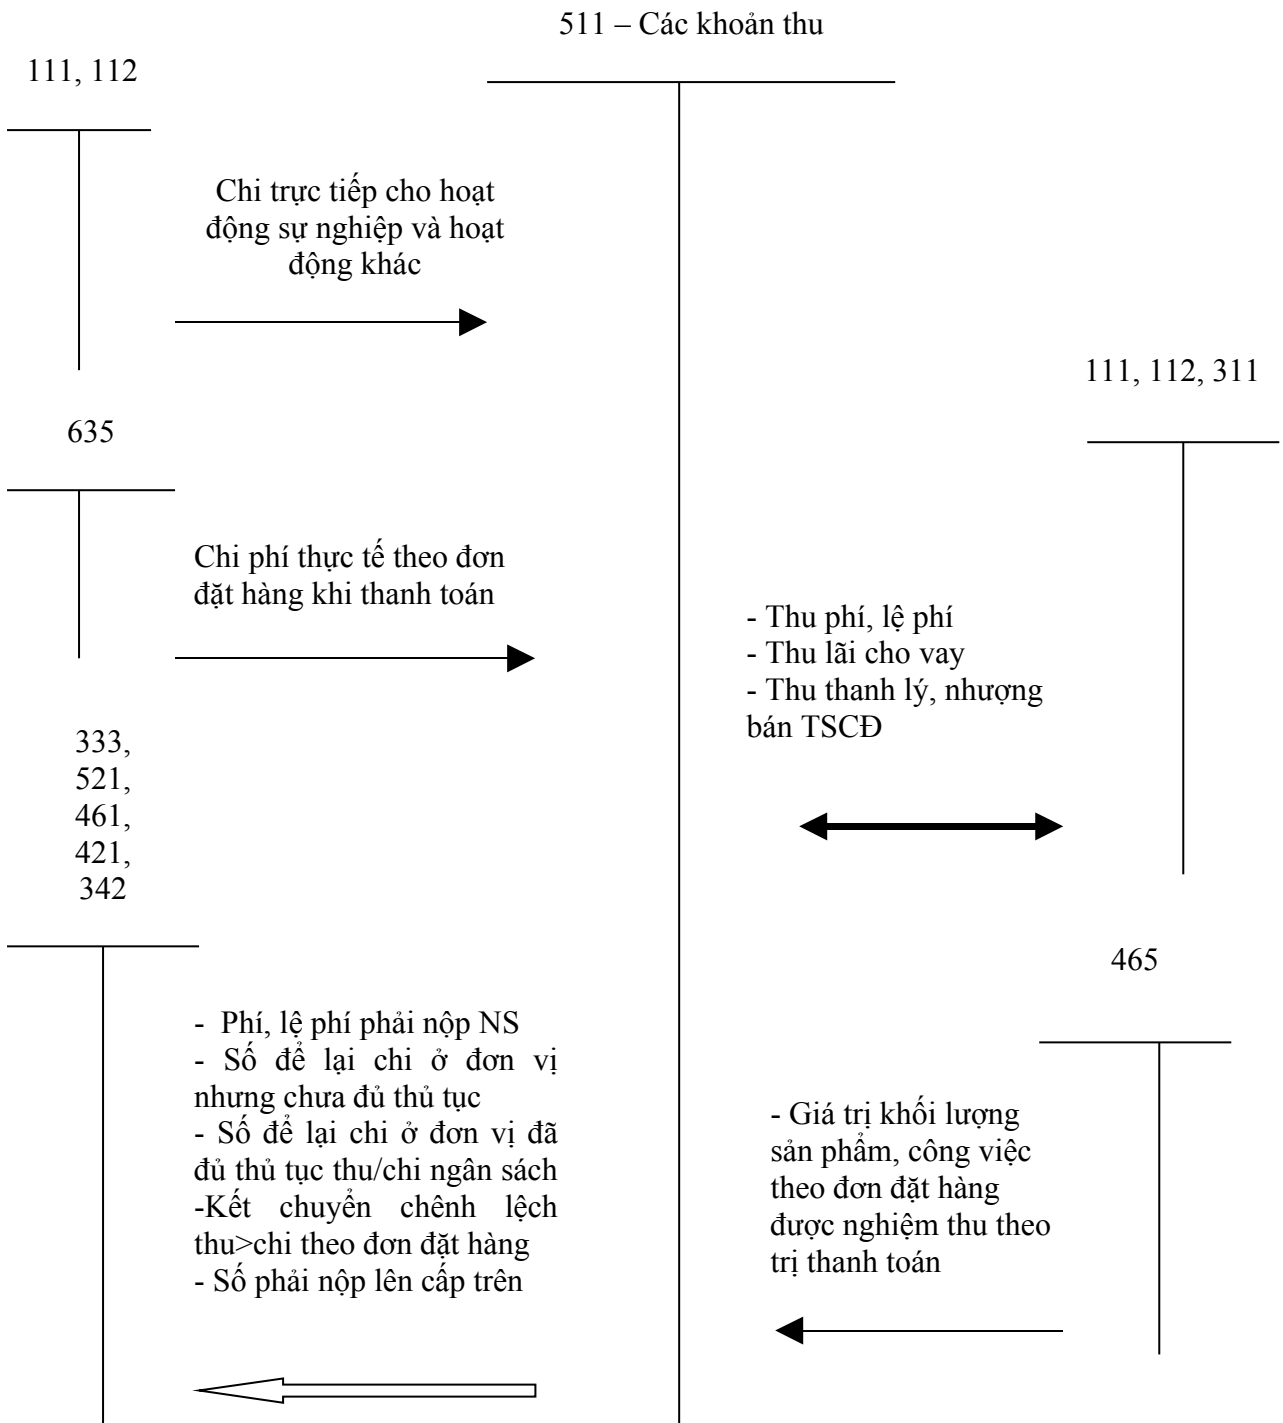 511 – Các khoản thu
111, 112
Chi trực tiếp cho hoạt
động sự nghiệp và hoạt
động khác
111, 112, 311
635
Chi phí thực tế theo đơn
đặt hàng khi thanh toán
- Thu phí, lệ phí
- Thu lãi cho vay
- Thu thanh lý, nhượng
bán TSCĐ
333,
521,
461,
421,
342
465
- Phí, lệ phí phải nộp NS
- Số để lại chi ở đơn vị
nhưng chưa đủ thủ tục
- Số để lại chi ở đơn vị đã
đủ thủ tục thu/chi ngân sách
-Kết chuyển chênh lệch
thu>chi theo đơn đặt hàng
- Số phải nộp lên cấp trên
- Giá trị khối lượng
sản phẩm, công việc
theo đơn đặt hàng
được nghiệm thu theo
trị thanh toán